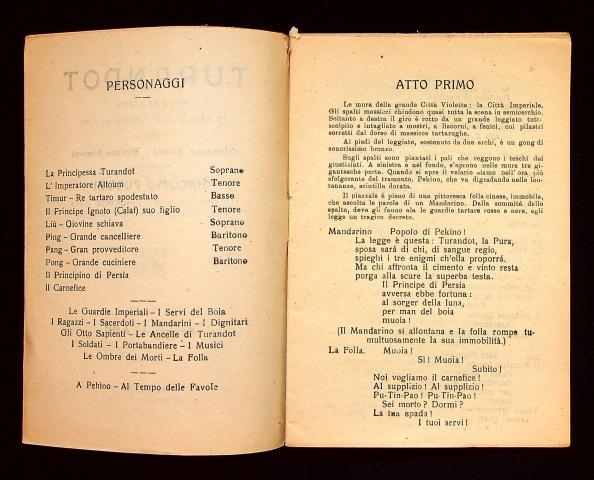 PERSONAGGI
La Principessa Turandot Soprano
L' Imperatore Altoum Tenore
Timur - Re tartaro spodestato Basse
Il Principe Ignoto (Calaf) suo figlio Tenore
Liù - Giovine schiava Soprano
Ping - Grande cancelliere Baritono
Pang - Gran provveditore Tenore
Pong - Grande cuciniere Baritono
Il Principino di Persia
Il Carnefice
Le Guardie Imperiali - I Servi del Boia
I Ragazzi - I Sacerdoti - I Mandarini - I Dignitari
Gli Otto Sapienti - Le Ancelle di Turandot
I Soldati - I Portabandiere - I Musici
Le Ombre dei Morti - La Folla
A Pehino - Al Tempo delle Favole
ATTO PRIMO
Le mura della grande Città Violetta : la Città Imperiale.
Gli spalti massicci chiudono quasi tutta la scena in semicerchio.
Soltanto a destra il giro è rotto da un grande loggiato tutto
scolpito e intagliato a mostri, a liocorni, a fenici, coi pilastri
sorretti dal dorso di massicce tartarughe.
Ai piedi del loggiato, sostenuto da due archi, è un gong di
sonorissimo bronzo.
Sugli spalti sono piantati i pali che reggono i teschi dei
giustiziati. A sinistra e nel fondo, s'aprono nelle mura tre gi-
gantesche porte. Quando si apre il velario siamo nell'ora più
sfolgorante del tramonto. Pekino, che va digradando nelle lon-
tananze, scintilla dorata.
Il piazzale é pieno di una pittoresca folla cinese, immobile,
che ascolta le parole di un Mandarino. Dalla sommità dello
spalto, dove gli fanno ala le guardie tartare rosse e nere, egli
legge un tragico decreto.
Mandarino Popolo di Pekino !
La legge è questa : Turandot, la Pura,
sposa sarà di chi, di sangue regio,
spieghi i tre enigmi ch'ella proporrá.
Ma chi affronta il cimento e vinto resta
porga alla scure la superba testa.
Il Principe di Persia
avversa ebbe fortuna :
al sorger della luna,
per man del boia
muoia !
(Il Mandarino si allontana e la folla rompe tu-
multuosamente la sua immobilità.)
La Folla. Muoia !
Sì ! Muoia !
Subito !
Noi vogliamo il carnefice !
Al supplizio ! Al supplizio !
Pu-Tin-Pao ! Pu-Tin-Pao !
Sei morto ? Dormi ?
La tua spada !
I tuoi servi !